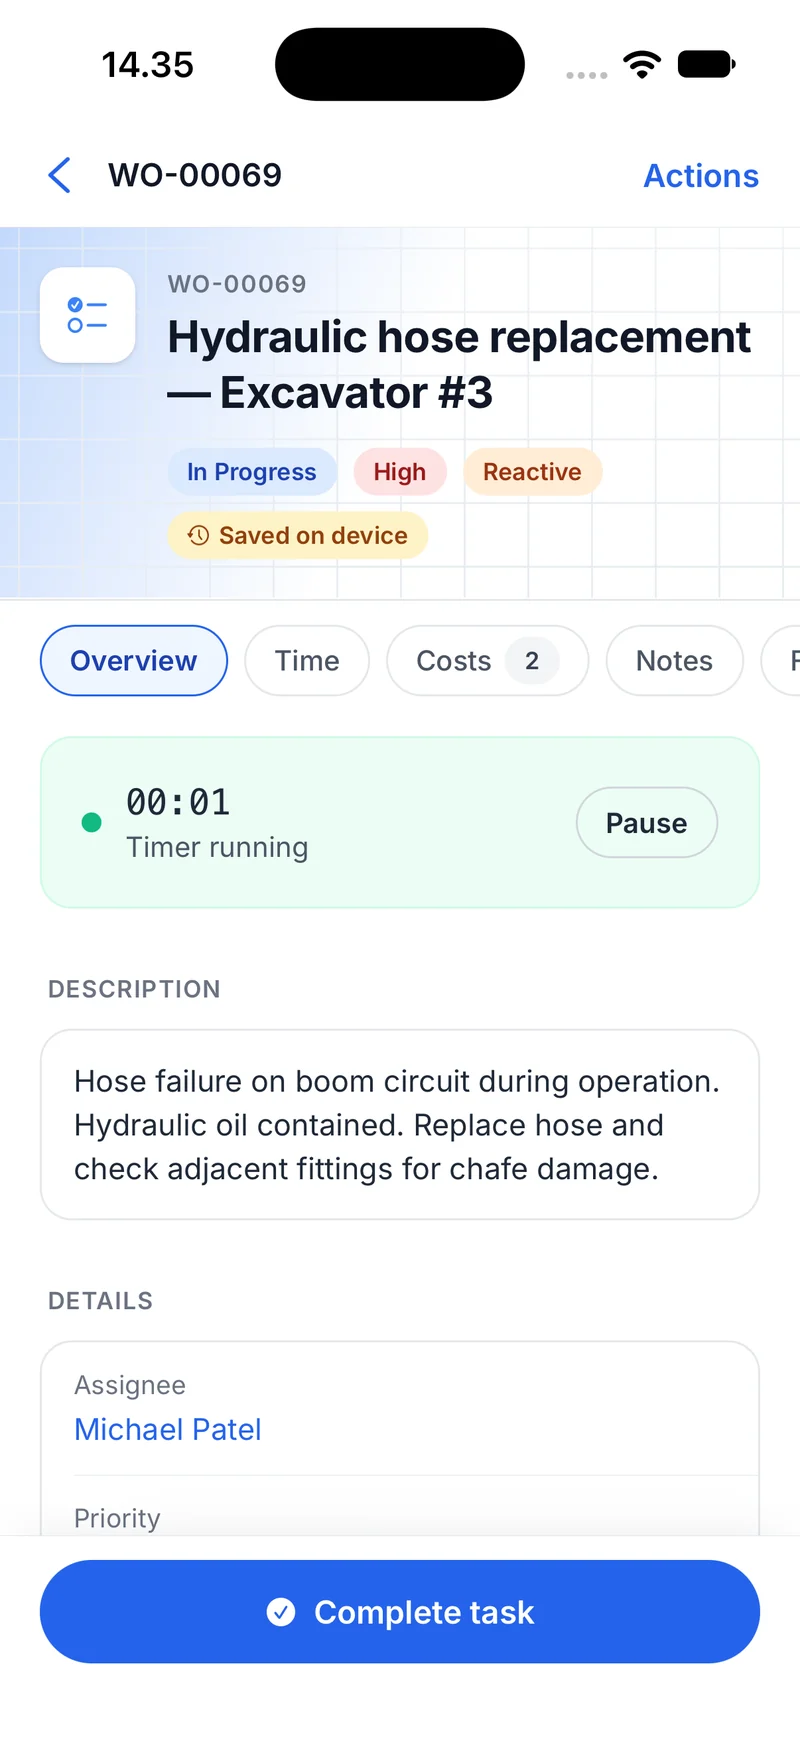 14.35
WO-00069
Actions
WO-00069
Hydraulic hose replacement
— Excavator #3
In Progress
High
Reactive
Saved on device
Overview
Time
Costs 2
Notes
00:01
Timer running
Pause
DESCRIPTION
Hose failure on boom circuit during operation.
Hydraulic oil contained. Replace hose and
check adjacent fittings for chafe damage.
DETAILS
Assignee
Michael Patel
Priority
Complete task